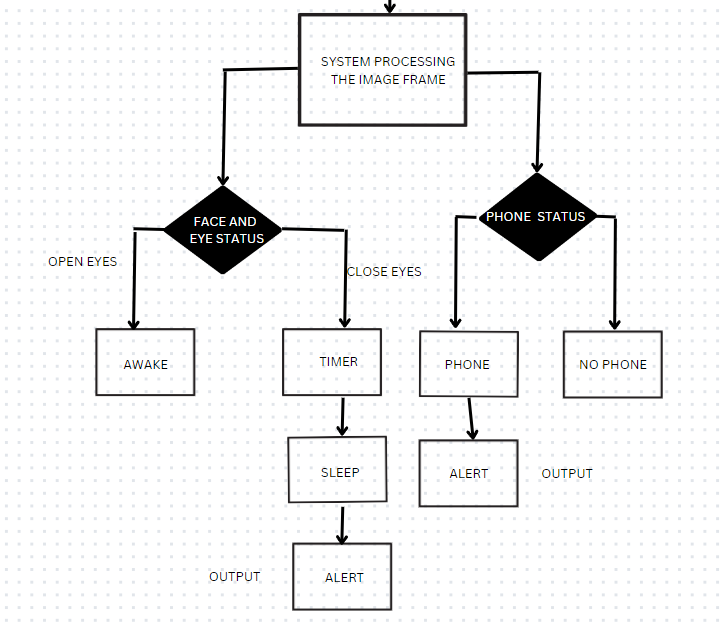 SYSTEM PROCESSING
THE IMAGE FRAME
FACE AND
EYE STATUS
PHONE STATUS
OPEN EYES
CLOSE EYES
AWAKE
TIMER
PHONE
NO PHONE
SLEEP
ALERT
OUTPUT
OUTPUT
ALERT